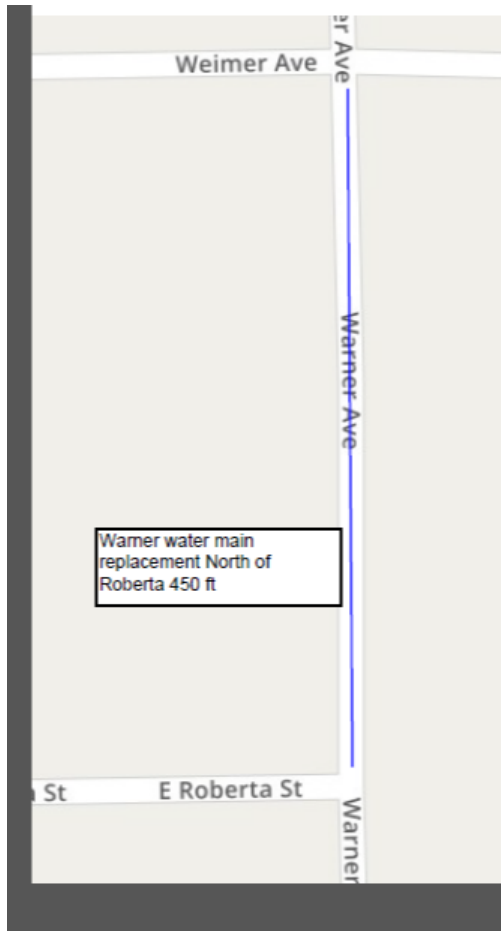 er Ave
Weimer Ave
Warner Ave
Warner water main
replacement North of
Roberta 450 ft
St
E Roberta St
Warner